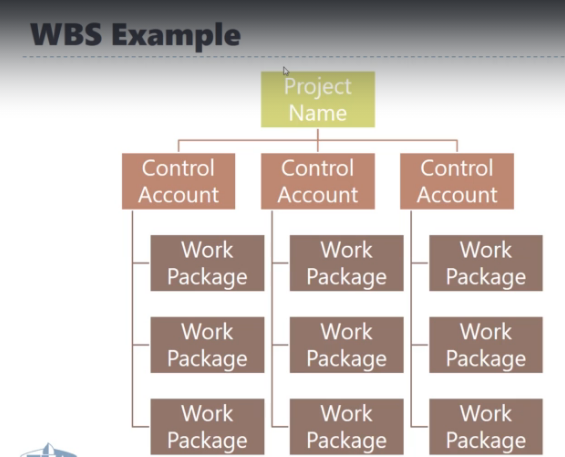 WBS Example
Project
Name
Control
Account
Control
Account
Control
Account
Work
Package
Work
Package
Work
Package
Work
Package
Work
Package
Work
Package
Work
Package
Work
Package
Work
Package